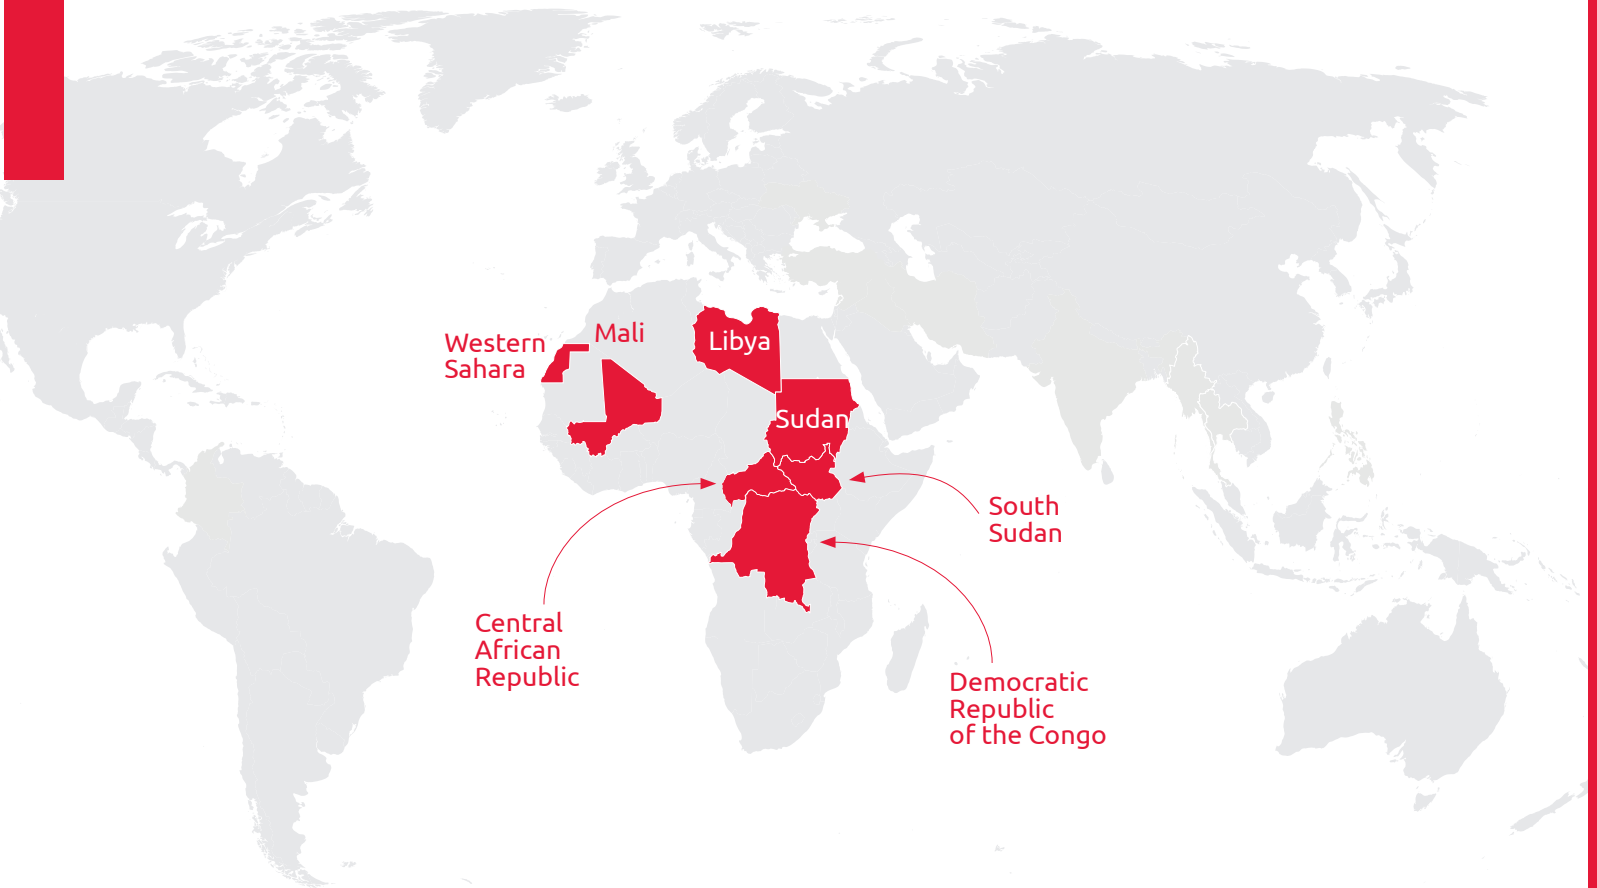 Western
Sahara
Mali
Libya
Sudan
South
Sudan
Central
African
Republic
Democratic
Republic
of the Congo